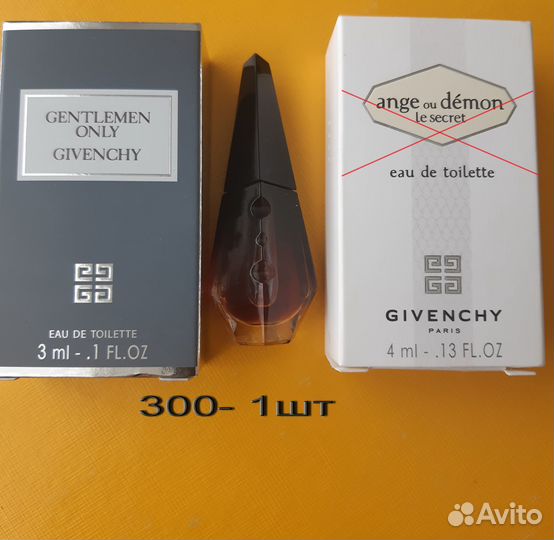 GENTLEMEN
ONLY
GIVENCHY
EAU DE TOILETTE
3 ml - .1 FL.OZ
ange ou démon
le secret
eau de toilette
GIVENCHY
PARIS
4 ml - .13 FL.OZ
300- 1шт
Avito